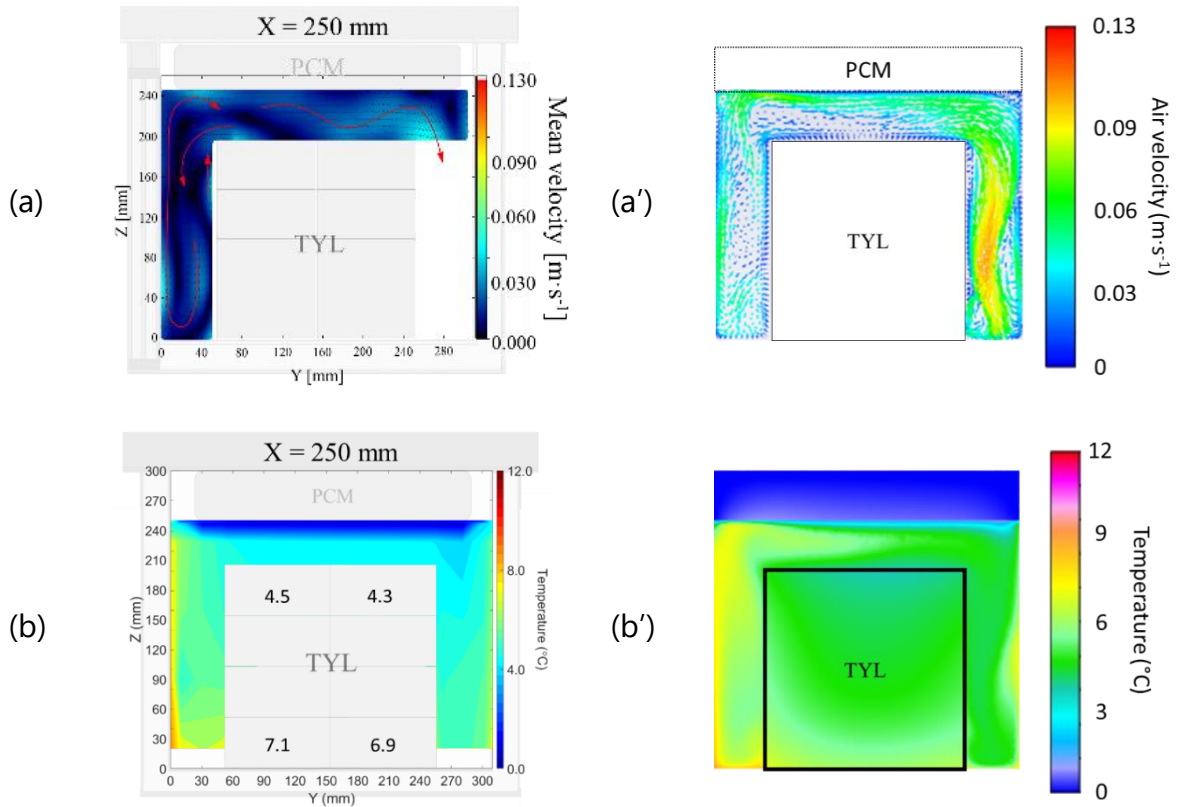 (a)
X = 250 mm
PCM
TYL
Z [mm]
240
200
160
120
80
40
0
0 40 80 120 160 200 240 280
Y [mm]
0.130
0.090
0.060
0.030
0.000
Mean velocity [m·s⁻¹]
(a’)
PCM
TYL
0.13
0.09
0.06
0.03
0
Air velocity (m·s⁻¹)
(b)
X = 250 mm
PCM
4.5 4.3
TYL
7.1 6.9
Z (mm)
300
270
240
210
180
150
120
90
60
30
0
0 30 60 90 120 150 180 210 240 270 300
Y (mm)
12.0
8.0
4.0
0.0
Temperature (°C)
(b’)
TYL
12
9
6
3
0
Temperature (°C)